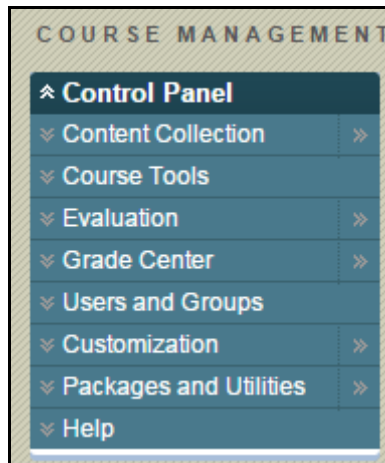 COURSE MANAGEMENT
Control Panel
Content Collection
Course Tools
Evaluation
Grade Center
Users and Groups
Customization
Packages and Utilities
Help